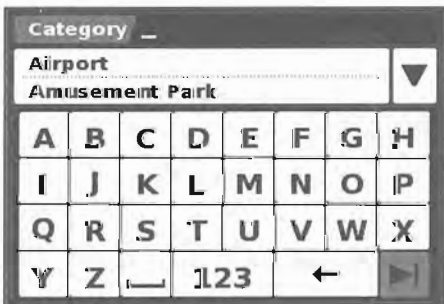 Category _
Airport
Amusement Park
A B C D E F G H
I J K L M N O P
Q R S T U V W X
Y Z 123